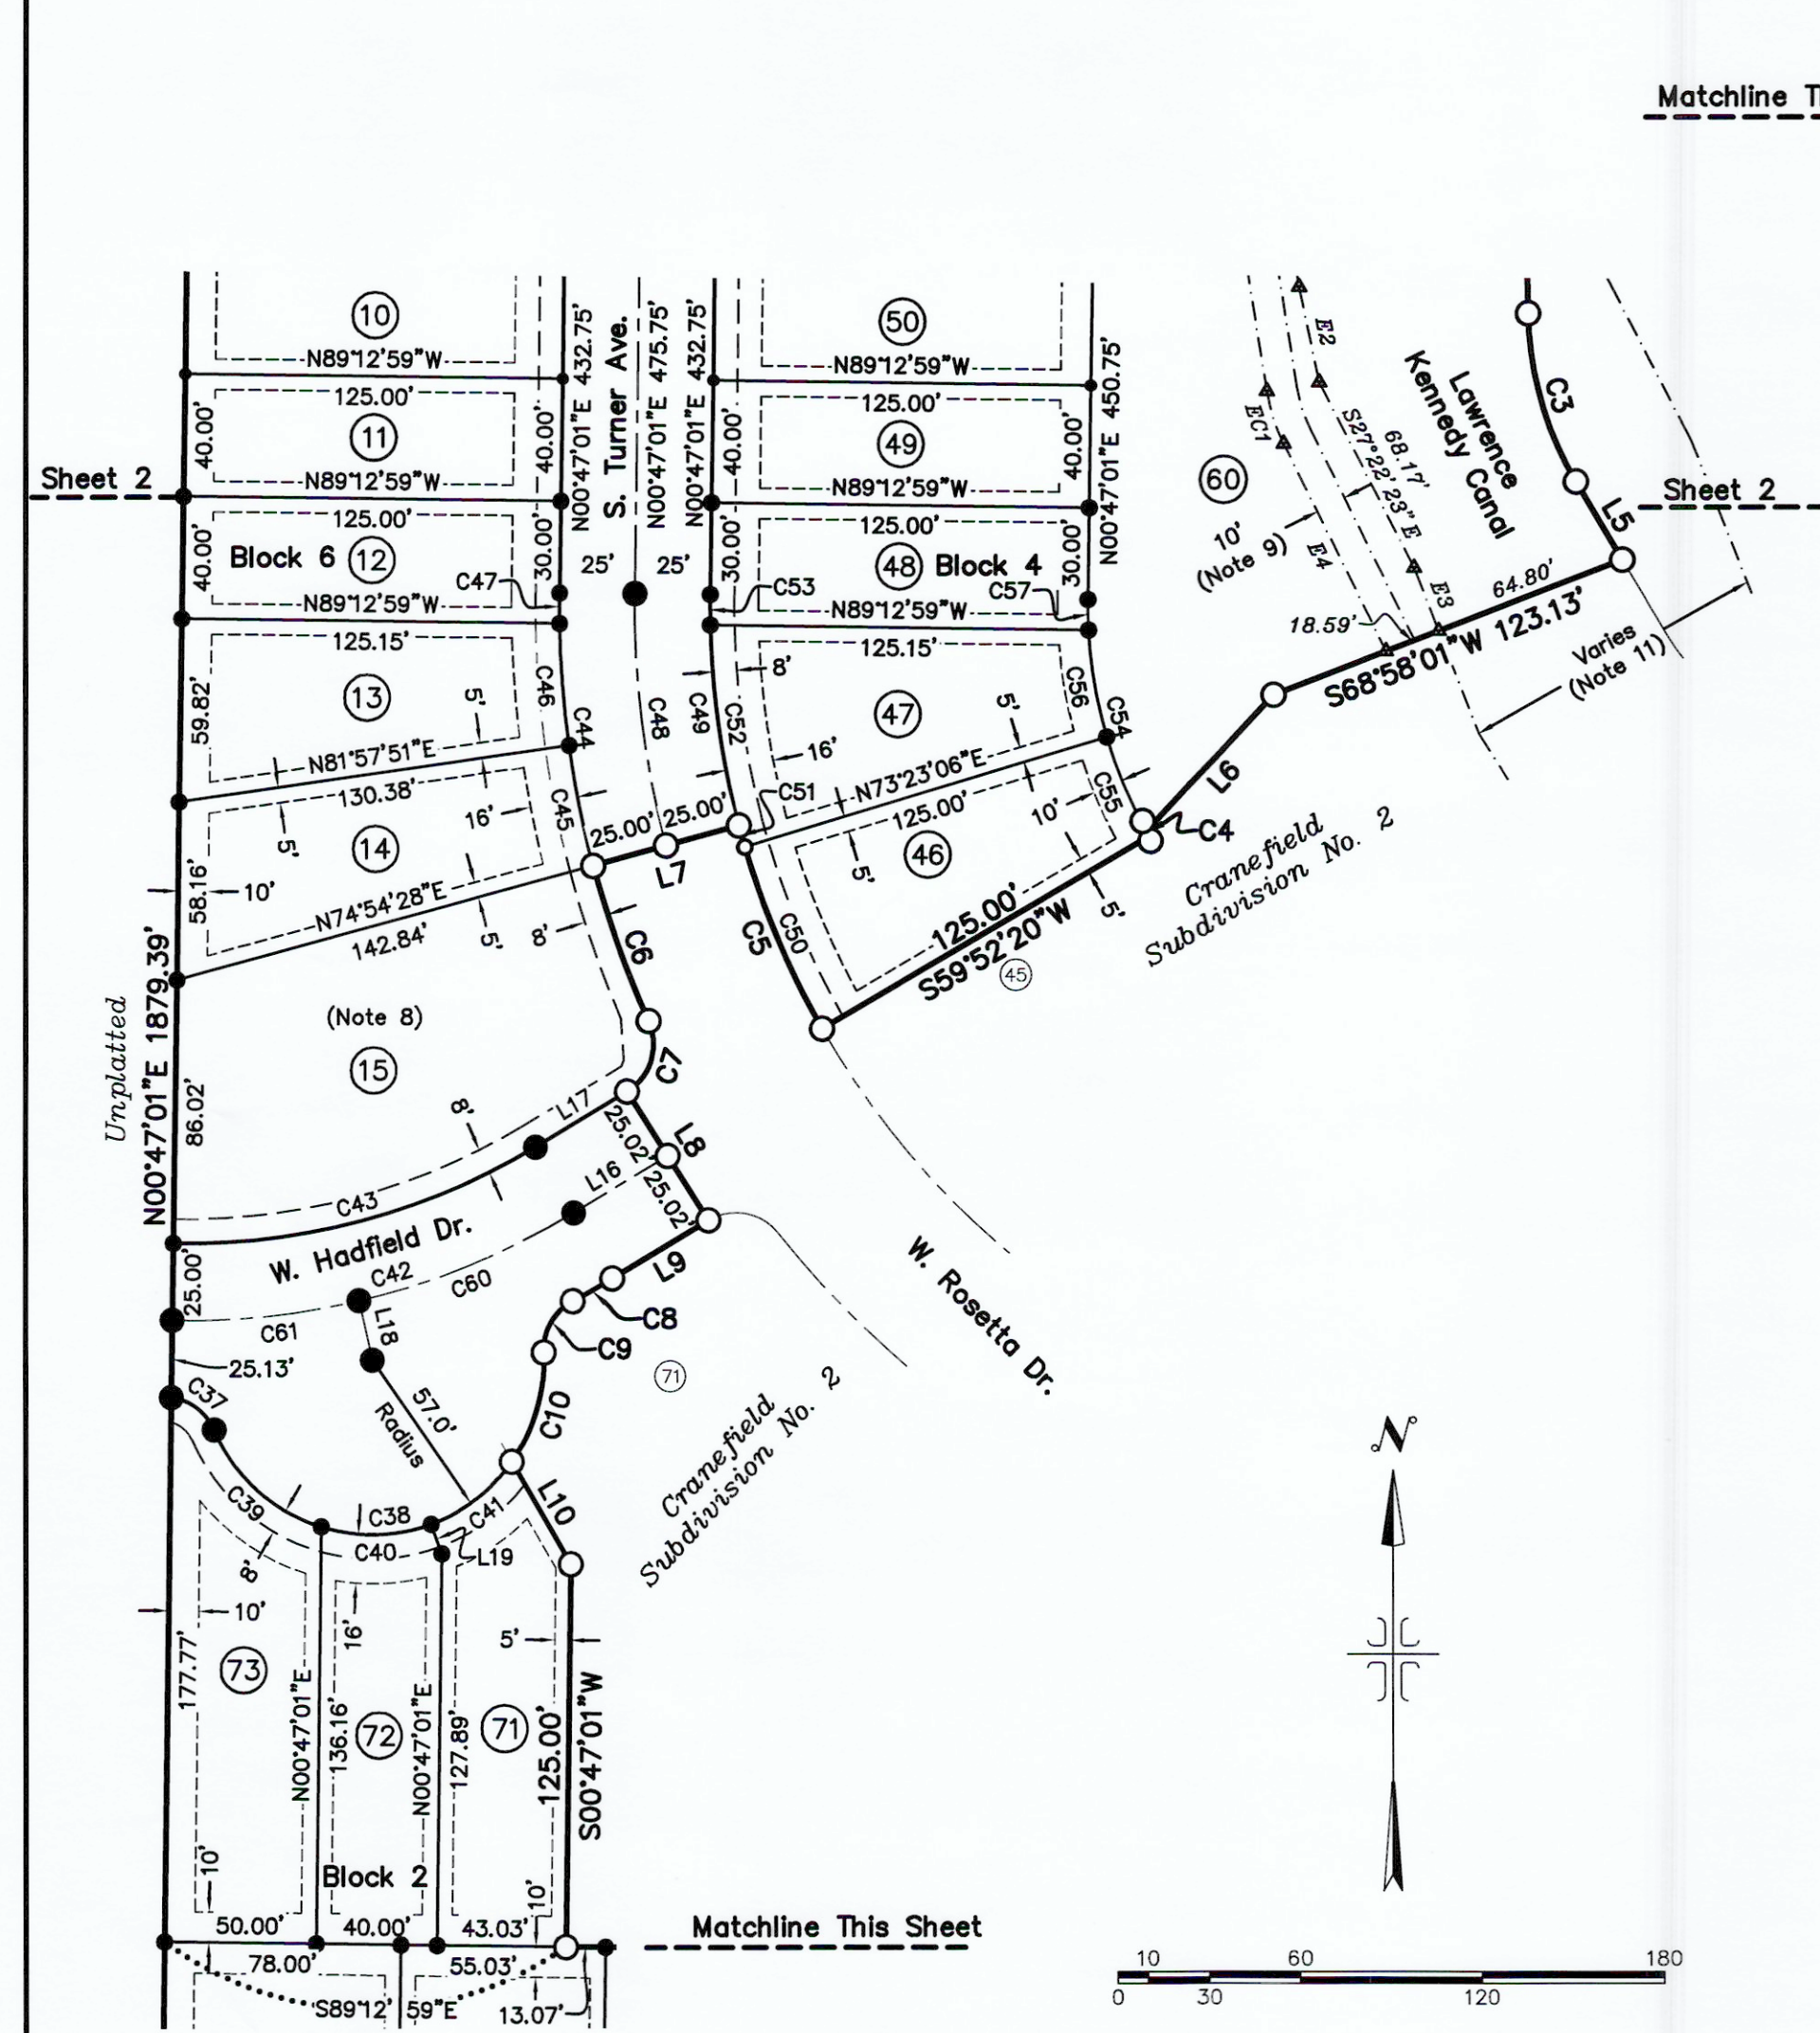 Matchline
Sheet 2
Sheet 2
10
N89°12'59"W
125.00'
40.00'
11
40.00'
N89°12'59"W
125.00'
40.00'
Block 6
12
30.00'
C47
N89°12'59"W
125.15'
59.82'
13
5'
C46
C44
N81°57'51"E
130.38'
16'
C45
5'
14
58.16'
10'
N74°54'28"E
142.84'
5'
8'
N00°47'01"E 432.75'
S. Turner Ave.
N00°47'01"E 475.75'
N00°47'01"E 432.75'
25'
25'
C48
C49
C52
C53
8'
50
N89°12'59"W
125.00'
40.00'
49
40.00'
N89°12'59"W
125.00'
30.00'
48
Block 4
30.00'
C57
N89°12'59"W
125.15'
N00°47'01"E 450.75'
47
5'
C56
C54
16'
N73°23'06"E
125.00'
C51
C55
10'
46
5'
5'
C4
25.00'
25.00'
L7
C6
C5
C50
125.00'
S59°52'20"W
45
60
EC1
E2
S27°22'23"E
68.17'
Lawrence
Kennedy Canal
10'
(Note 9)
E4
E3
18.59'
64.80'
S68°58'01"W 123.13'
Varies
(Note 11)
C3
L5
L6
Cranefield
Subdivision No. 2
Unplatted
N00°47'01"E 1879.39'
86.02'
(Note 8)
15
C7
L17
8'
C43
25.02'
L8
25.02'
L16
W. Hadfield Dr.
C42
C60
25.00'
C61
L18
L9
C8
C9
25.13'
C37
57.0'
Radius
C10
71
W. Rosetta Dr.
Cranefield
Subdivision No. 2
C39
C38
C41
L10
C40
L19
8'
10'
16'
5'
177.77'
73
N00°47'01"E
136.16'
72
N00°47'01"E
127.89'
71
125.00'
S00°47'01"W
Block 2
10'
10'
50.00'
40.00'
43.03'
Matchline This Sheet
78.00'
55.03'
S89°12'59"E
13.07'
N
10
60
180
0
30
120